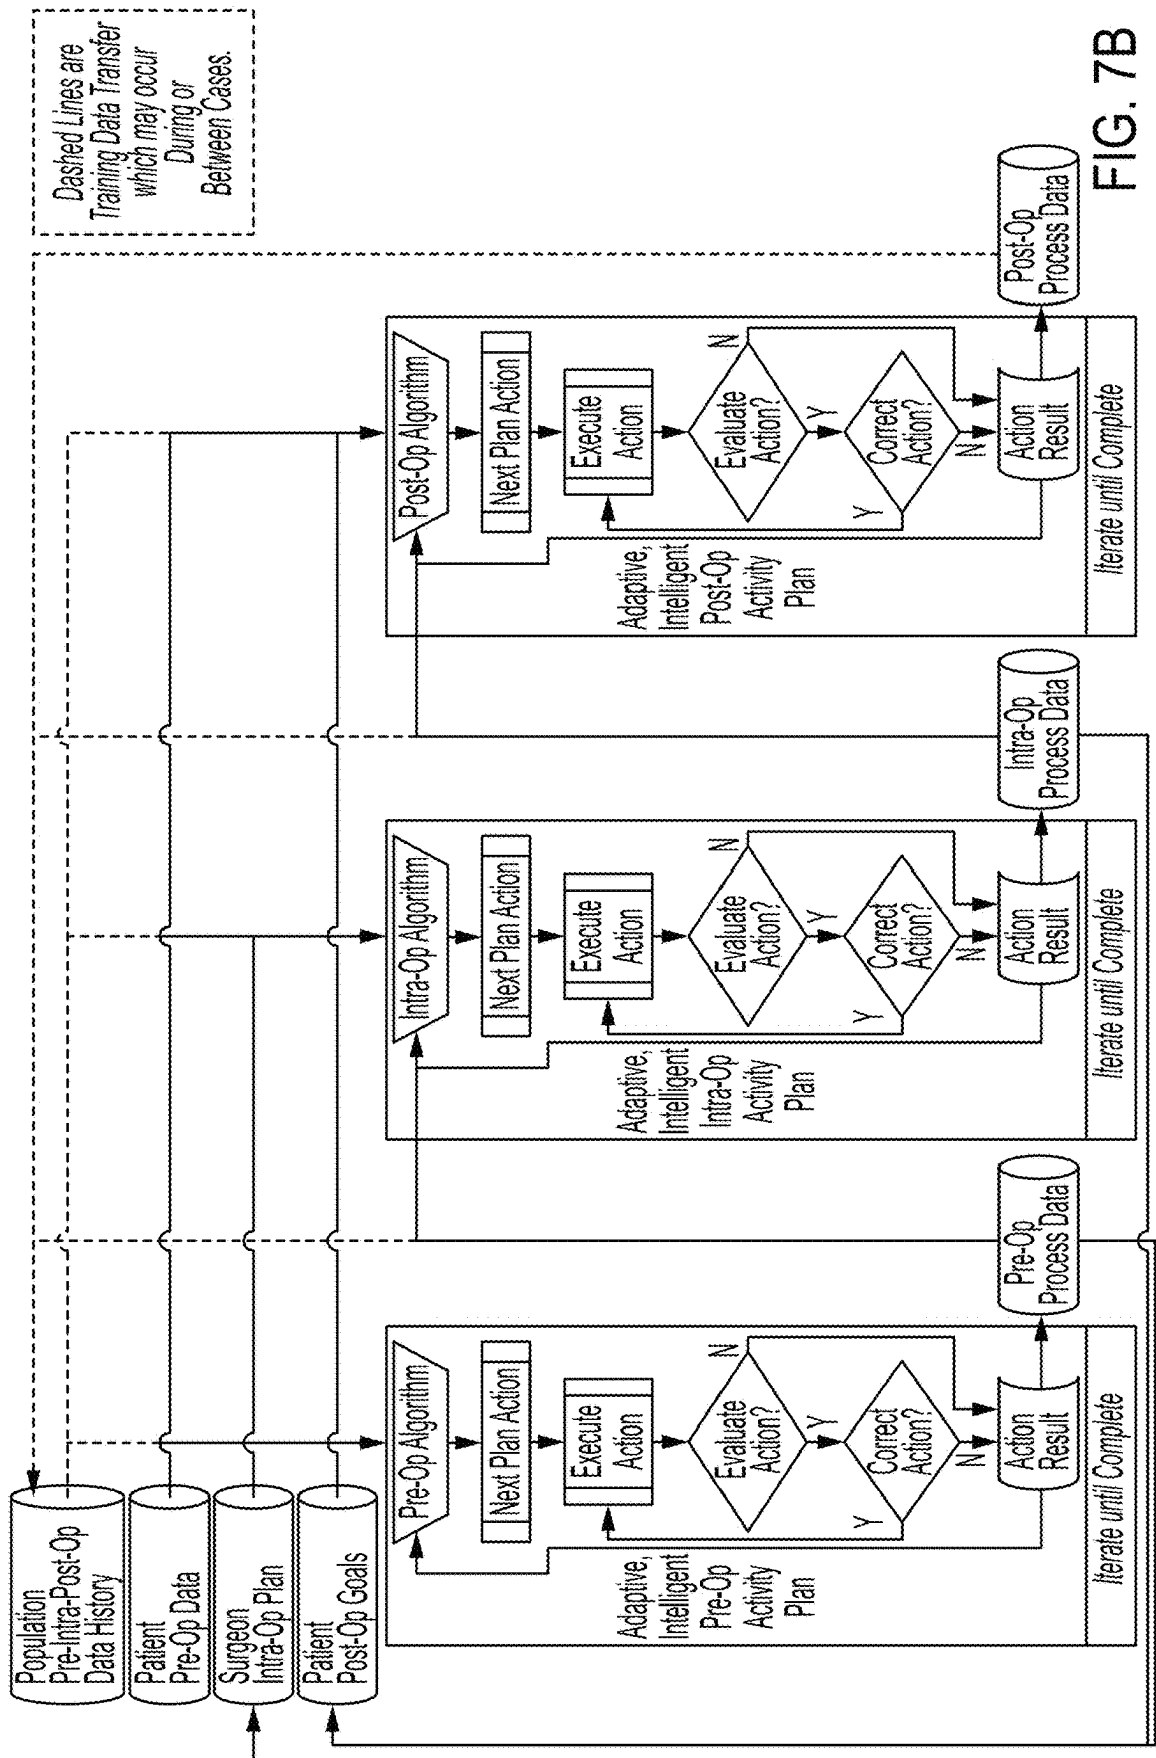 Population
Pre-Intra-Post-Op
Data History
Patient
Pre-Op Data
Surgeon
Intra-Op Plan
Patient
Post-Op Goals
Dashed Lines are
Training Data Transfer
which may occur
During or
Between Cases.
Pre-Op Algorithm
Next Plan Action
Execute
Action
Evaluate
Action?
N
Y
Correct
Action?
Y
N
Action
Result
Adaptive,
Intelligent
Pre-Op
Activity
Plan
Iterate until Complete
Pre-Op
Process Data
Intra-Op Algorithm
Next Plan Action
Execute
Action
Evaluate
Action?
N
Y
Correct
Action?
Y
N
Action
Result
Adaptive,
Intelligent
Intra-Op
Activity
Plan
Iterate until Complete
Intra-Op
Process Data
Post-Op Algorithm
Next Plan Action
Execute
Action
Evaluate
Action?
N
Y
Correct
Action?
Y
N
Action
Result
Adaptive,
Intelligent
Post-Op
Activity
Plan
Iterate until Complete
Post-Op
Process Data
FIG. 7B